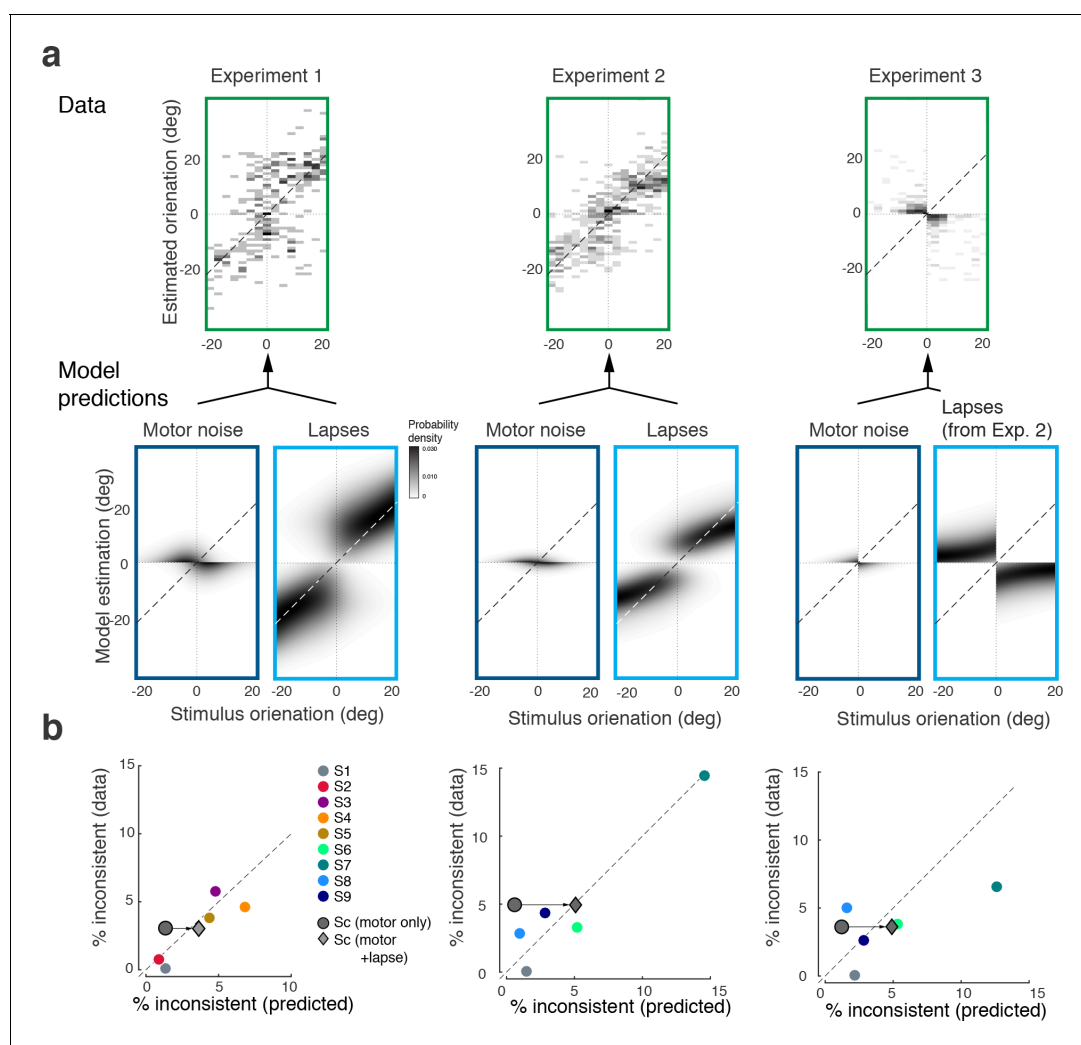 a
Experiment 1
Experiment 2
Experiment 3
Data
Estimated orienation (deg)
20
0
-20
-20
0
20
20
0
-20
-20
0
20
20
0
-20
-20
0
20
Model
predictions
Motor noise
Lapses
Probability
density
0.030
0.010
0
Motor noise
Lapses
Motor noise
Lapses
(from Exp. 2)
Model estimation (deg)
20
0
-20
-20
0
20
-20
0
20
-20
0
20
-20
0
20
-20
0
20
-20
0
20
Stimulus orienation (deg)
Stimulus orienation (deg)
Stimulus orienation (deg)
b
% inconsistent (data)
15
10
5
0
0
5
10
% inconsistent (predicted)
S1
S2
S3
S4
S5
S6
S7
S8
S9
Sc (motor only)
Sc (motor
+lapse)
% inconsistent (data)
15
10
5
0
0
5
10
15
% inconsistent (predicted)
% inconsistent (data)
15
10
5
0
0
5
10
15
% inconsistent (predicted)